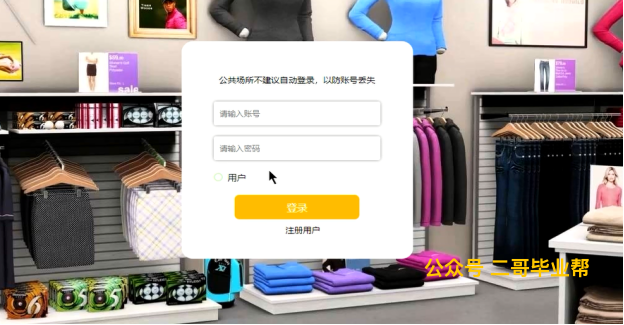 公共场所不建议自动登录，以防账号丢失
请输入账号
请输入密码
用户
登录
注册用户
sale
公众号 二哥毕业帮